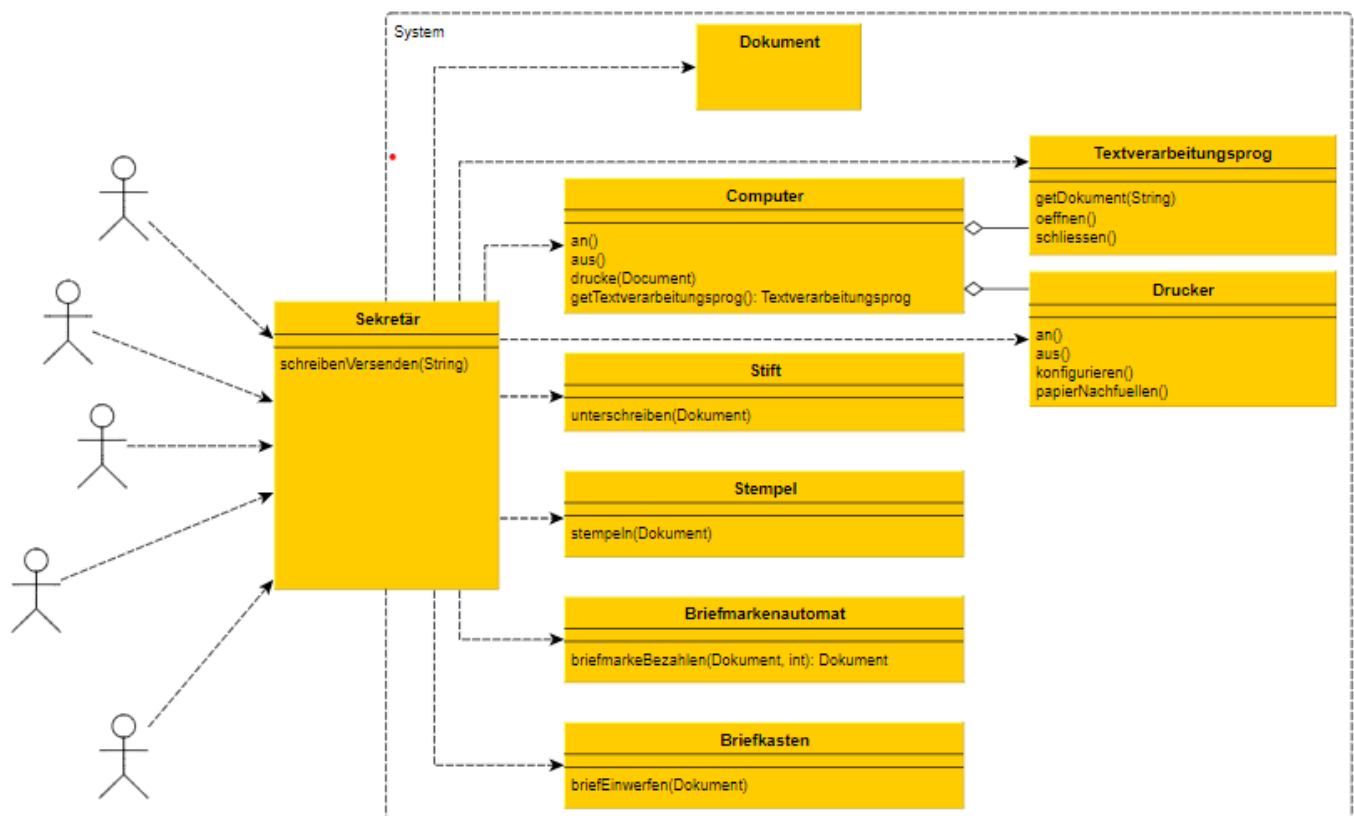 System
Dokument
Textverarbeitungsprog
getDokument(String)
oeffnen()
schliessen()
Computer
an()
aus()
drucke(Document)
getTextverarbeitungsprog(): Textverarbeitungsprog
Drucker
an()
aus()
konfigurieren()
papierNachfuellen()
Sekretär
schreibenVersenden(String)
Stift
unterschreiben(Dokument)
Stempel
stempeln(Dokument)
Briefmarkenautomat
briefmarkeBezahlen(Dokument, int): Dokument
Briefkasten
briefEinwerfen(Dokument)